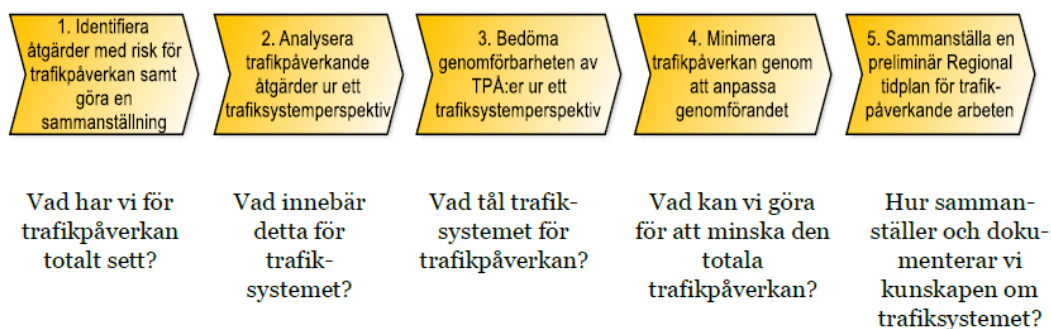 1. Identifiera
åtgärder med risk för
trafikpåverkan samt
göra en
sammanställning
2. Analysera
trafikpåverkande
åtgärder ur ett
trafiksystemperspektiv
3. Bedöma
genomförbarheten av
TPÅ:er ur ett
trafiksystemperspektiv
4. Minimera
trafikpåverkan genom
att anpassa
genomförandet
5. Sammanställa en
preliminär Regional
tidplan för trafik-
påverkande arbeten
Vad har vi för
trafikpåverkan
totalt sett?
Vad innebär
detta för
trafik-
systemet?
Vad tål trafik-
systemet för
trafikpåverkan?
Vad kan vi göra
för att minska den
totala
trafikpåverkan?
Hur samman-
ställer och doku-
menterar vi
kunskapen om
trafiksystemet?